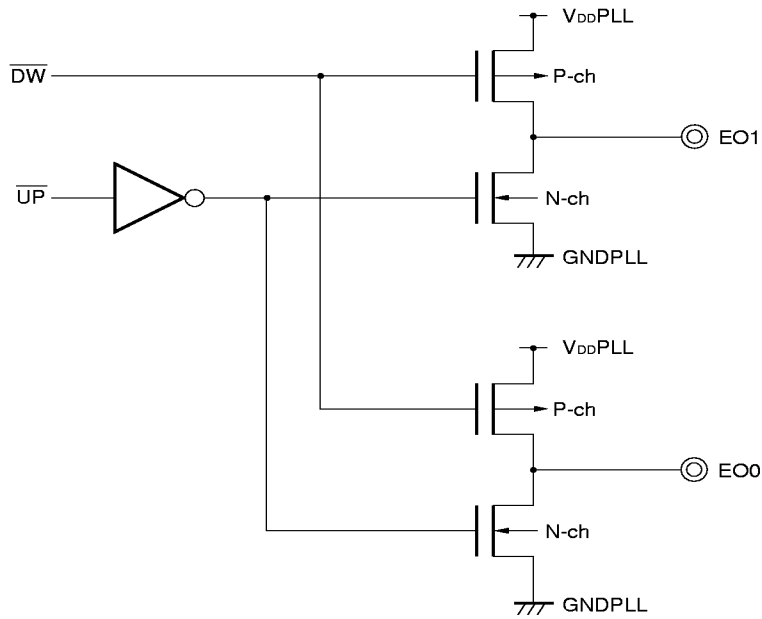 VDDPLL
DW
P-ch
EO1
UP
N-ch
GNDPLL
VDDPLL
P-ch
EO0
N-ch
GNDPLL